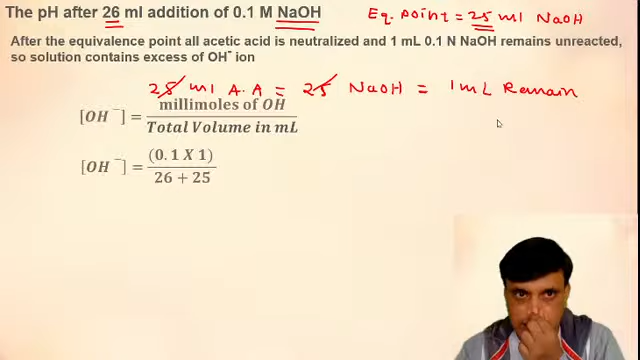 The pH after 26 ml addition of 0.1 M NaOH
Eq. point = 25 ml NaOH
After the equivalence point all acetic acid is neutralized and 1 mL 0.1 N NaOH remains unreacted,
so solution contains excess of OH⁻ ion
25 ml A.A = 25 NaOH = 1 mL Remain
[OH⁻] = millimoles of OH / Total Volume in mL
[OH⁻] = (0.1 X 1) / 26 + 25